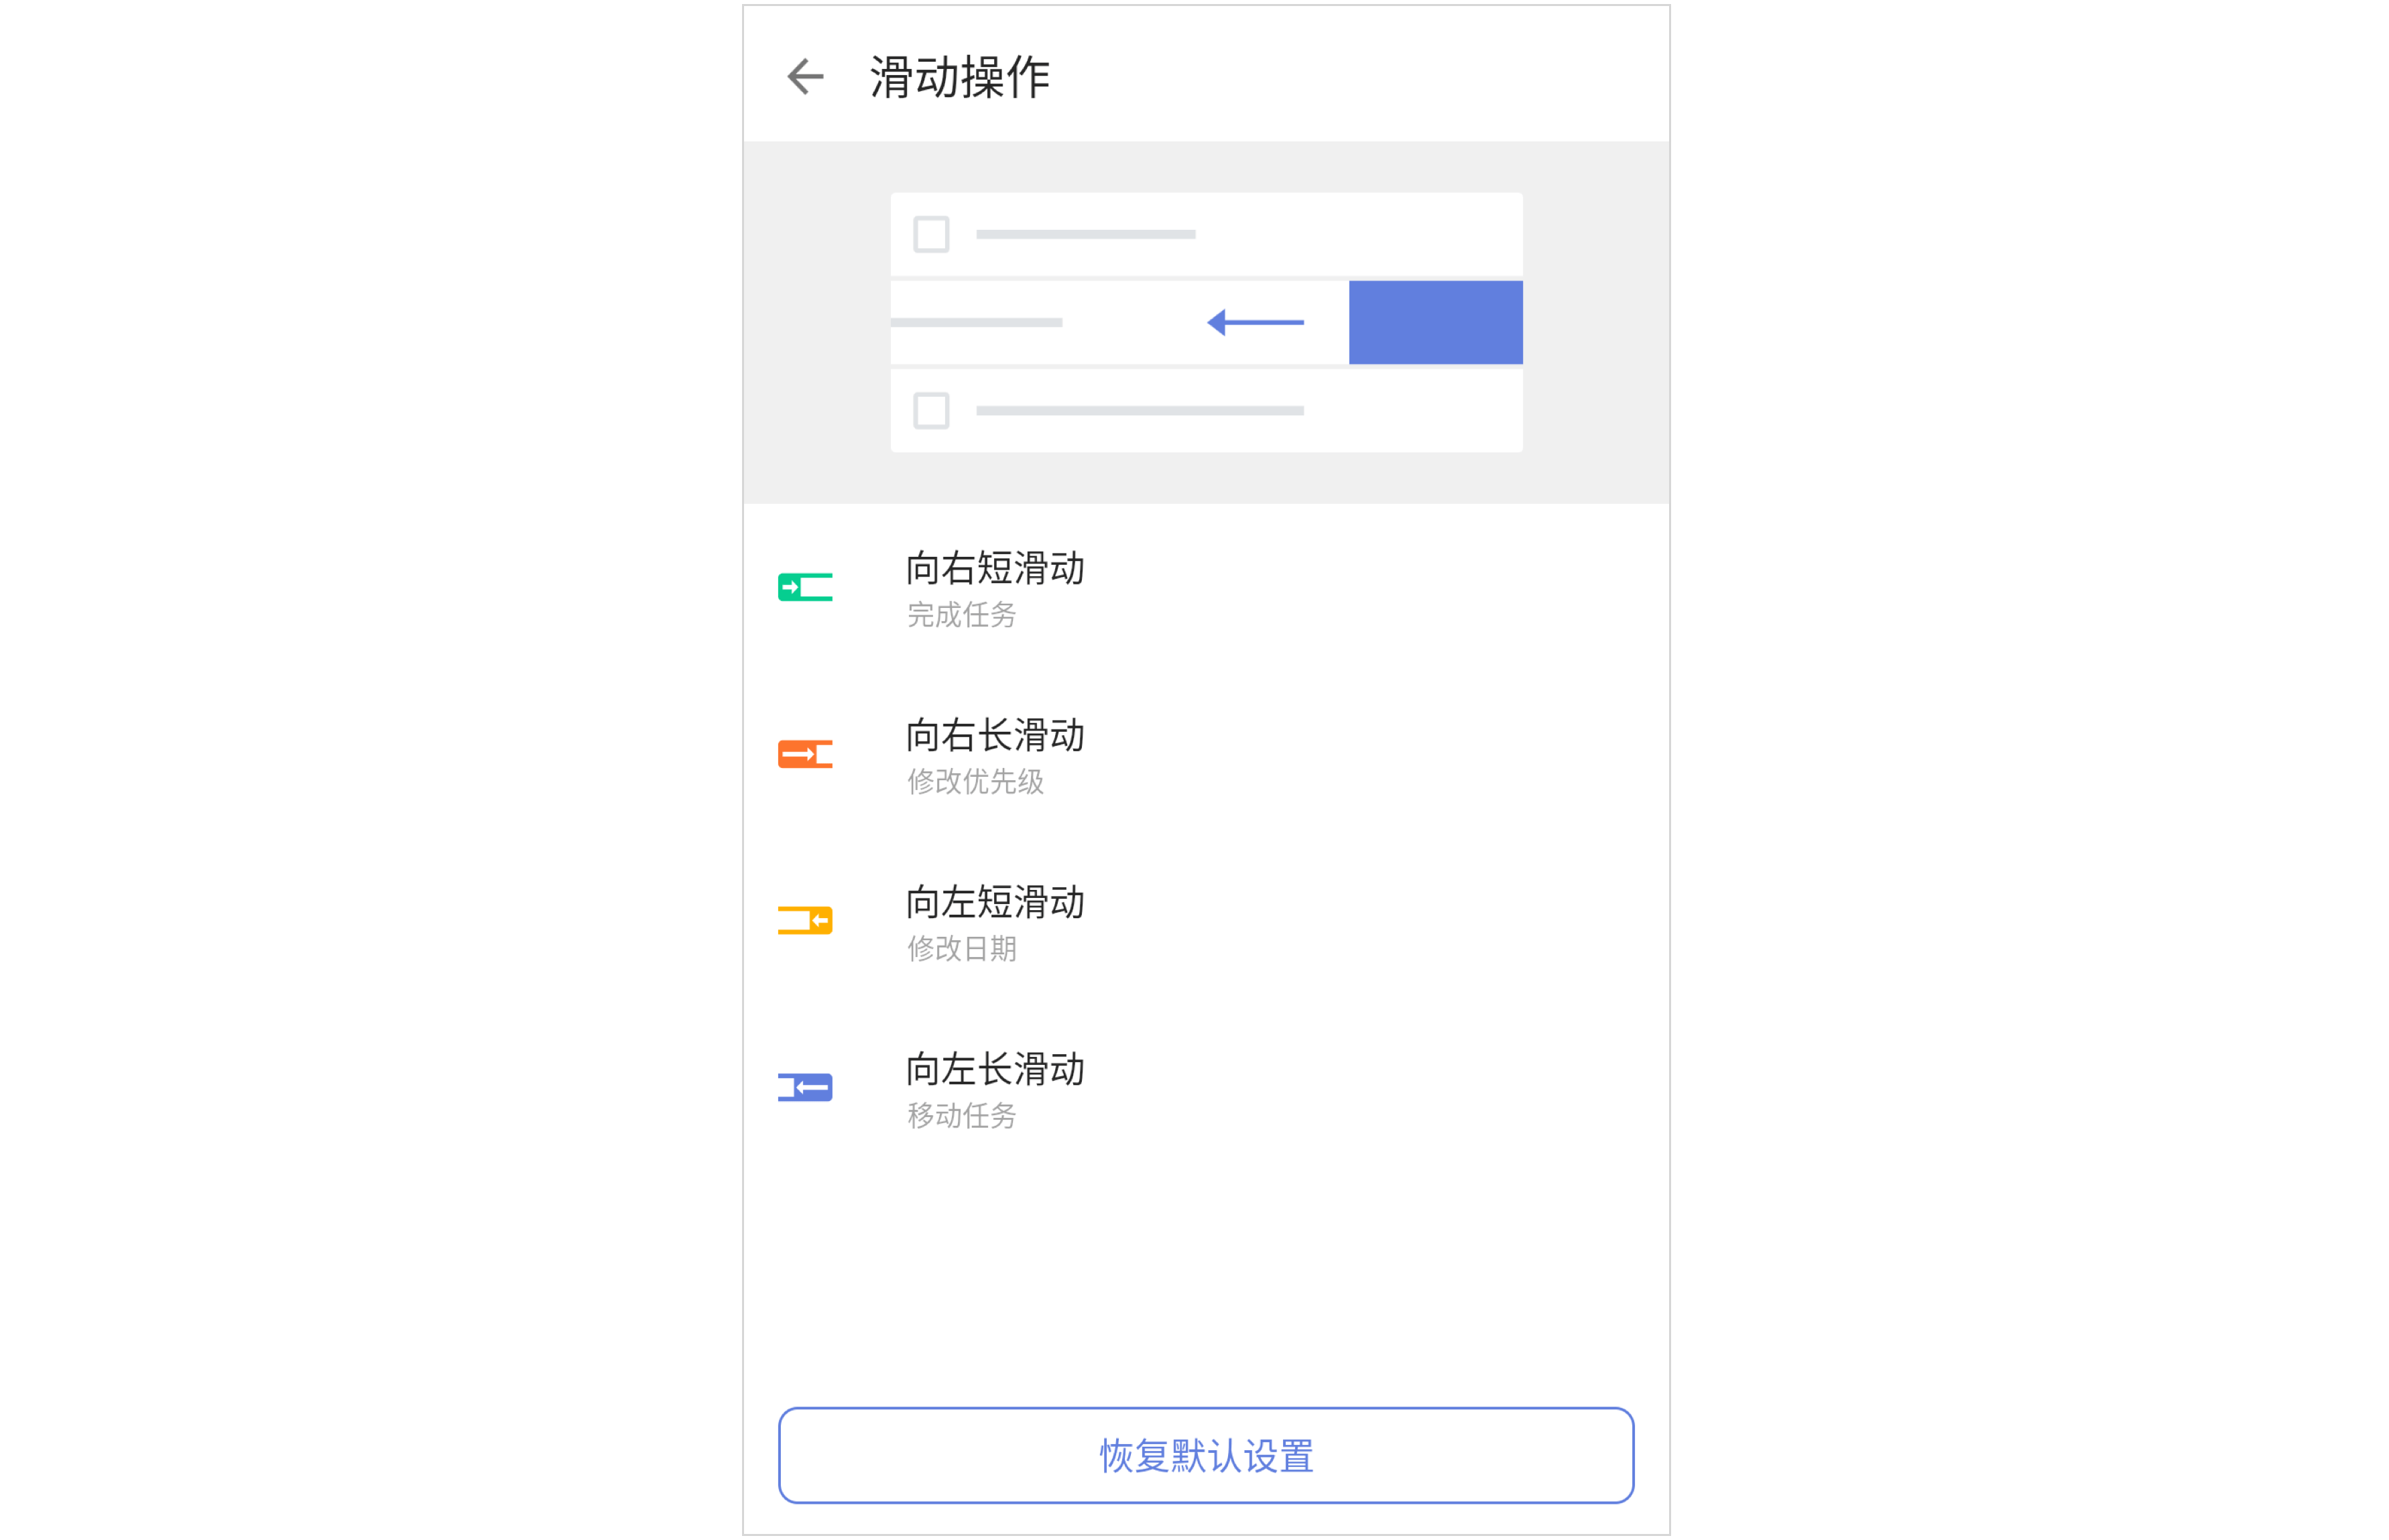 滑动操作
向右短滑动
完成任务
向右长滑动
修改优先级
向左短滑动
修改日期
向左长滑动
移动任务
恢复默认设置